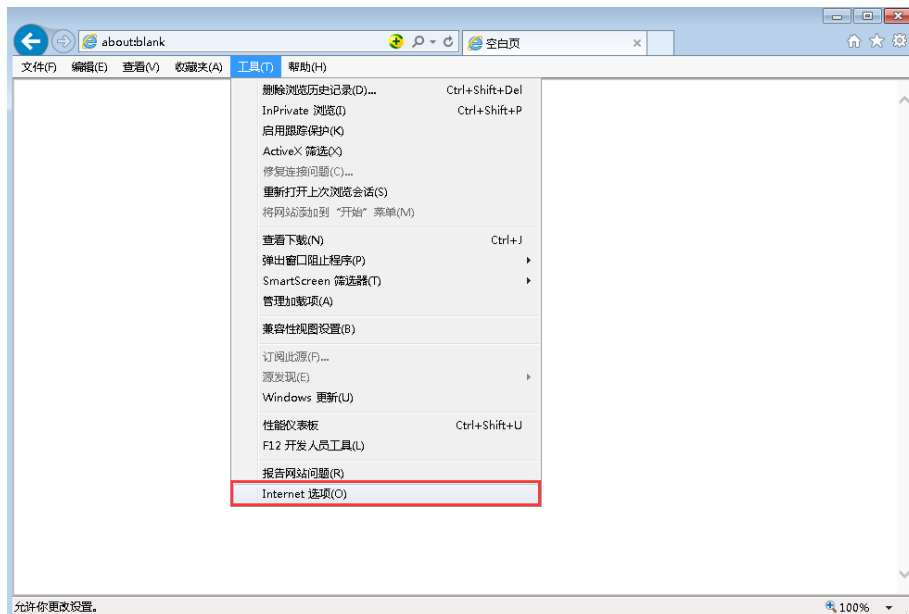 about:blank
空白页
文件(F) 编辑(E) 查看(V) 收藏夹(A) 工具(T) 帮助(H)
删除浏览历史记录(D)... Ctrl+Shift+Del
InPrivate 浏览(I) Ctrl+Shift+P
启用跟踪保护(K)
ActiveX 筛选(X)
修复连接问题(C)...
重新打开上次浏览会话(S)
将网站添加到“开始”菜单(M)
查看下载(N) Ctrl+J
弹出窗口阻止程序(P)
SmartScreen 筛选器(T)
管理加载项(A)
兼容性视图设置(B)
订阅此源(F)...
源发现(E)
Windows 更新(U)
性能仪表板 Ctrl+Shift+U
F12 开发人员工具(L)
报告网站问题(R)
Internet 选项(O)
允许你更改设置。 100%